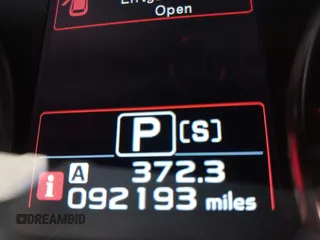 Open
P [S]
i A 372.3
092193 miles
DREAMBID